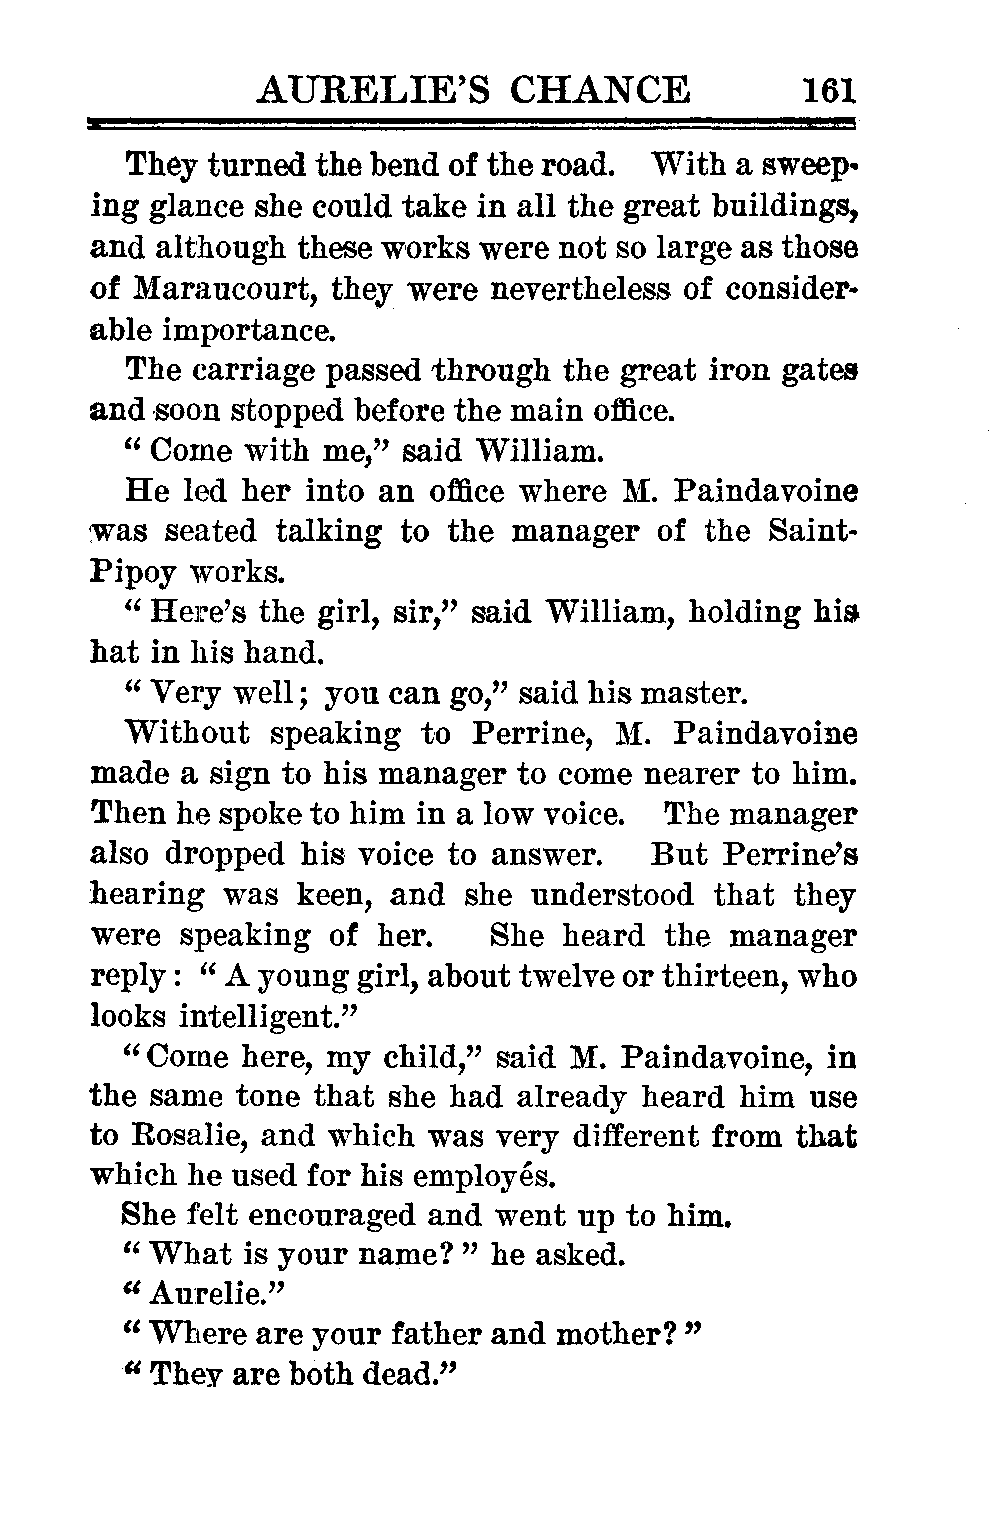 AURELIE'S CHANCE 161
They turned the bend of the road. With a sweep-
ing glance she could take in all the great buildings,
and although these works were not so large as those
of Maraucourt, they were nevertheless of consider-
able importance.
The carriage passed through the great iron gates
and soon stopped before the main office.
“ Come with me,” said William.
He led her into an office where M. Paindavoine
was seated talking to the manager of the Saint-
Pipoy works.
“ Here’s the girl, sir,” said William, holding his
hat in his hand.
“ Very well; you can go,” said his master.
Without speaking to Perrine, M. Paindavoine
made a sign to his manager to come nearer to him.
Then he spoke to him in a low voice. The manager
also dropped his voice to answer. But Perrine’s
hearing was keen, and she understood that they
were speaking of her. She heard the manager
reply: “ A young girl, about twelve or thirteen, who
looks intelligent.”
“Come here, my child,” said M. Paindavoine, in
the same tone that she had already heard him use
to Rosalie, and which was very different from that
which he used for his employés.
She felt encouraged and went up to him.
“ What is your name? ” he asked.
“ Aurelie.”
“ Where are your father and mother? ”
“ They are both dead.”